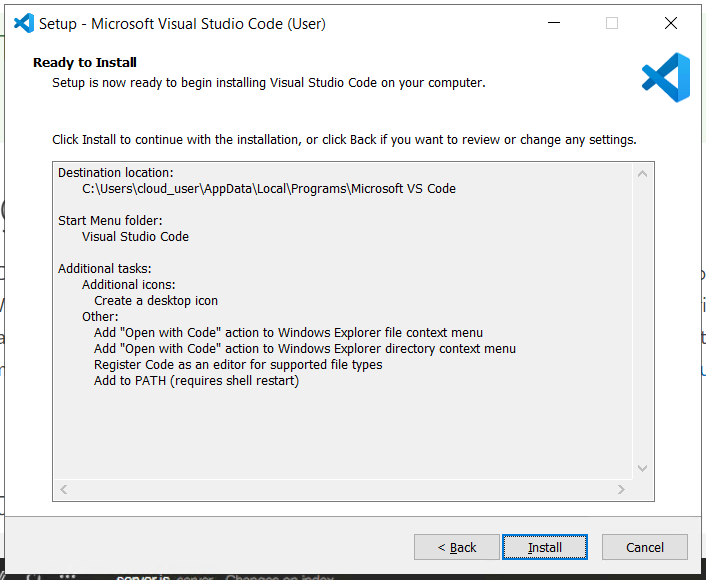 Setup - Microsoft Visual Studio Code (User)
Ready to Install
Setup is now ready to begin installing Visual Studio Code on your computer.
Click Install to continue with the installation, or click Back if you want to review or change any settings.
Destination location:
C:\Users\cloud_user\AppData\Local\Programs\Microsoft VS Code
Start Menu folder:
Visual Studio Code
Additional tasks:
Additional icons:
Create a desktop icon
Other:
Add "Open with Code" action to Windows Explorer file context menu
Add "Open with Code" action to Windows Explorer directory context menu
Register Code as an editor for supported file types
Add to PATH (requires shell restart)
< Back
Install
Cancel